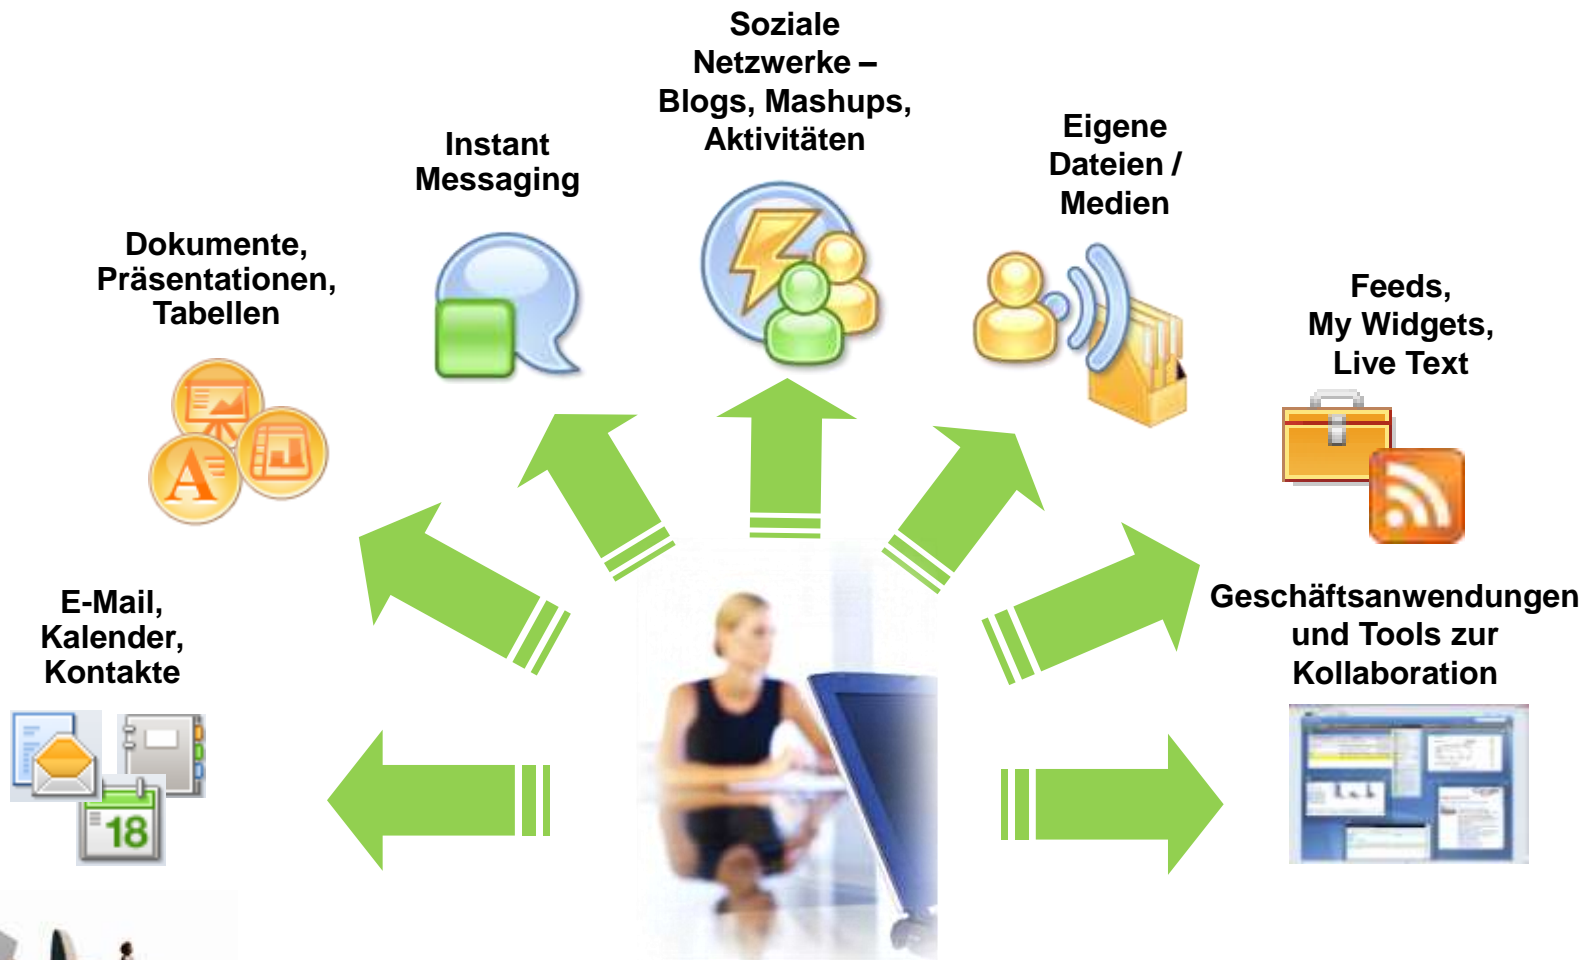 Soziale
Netzwerke –
Blogs, Mashups,
Aktivitäten
Instant
Messaging
Eigene
Dateien /
Medien
Dokumente,
Präsentationen,
Tabellen
Feeds,
My Widgets,
Live Text
A
E-Mail,
Kalender,
Kontakte
Geschäftsanwendungen
und Tools zur
Kollaboration
18